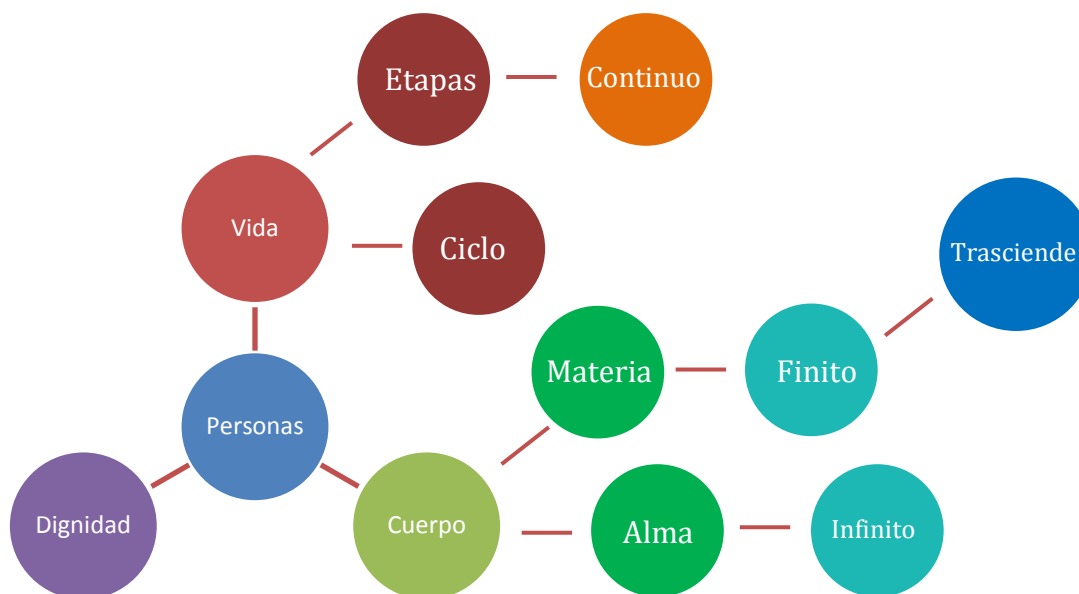 Etapas
Continuo
Vida
Ciclo
Trasciende
Materia
Finito
Personas
Dignidad
Cuerpo
Alma
Infinito